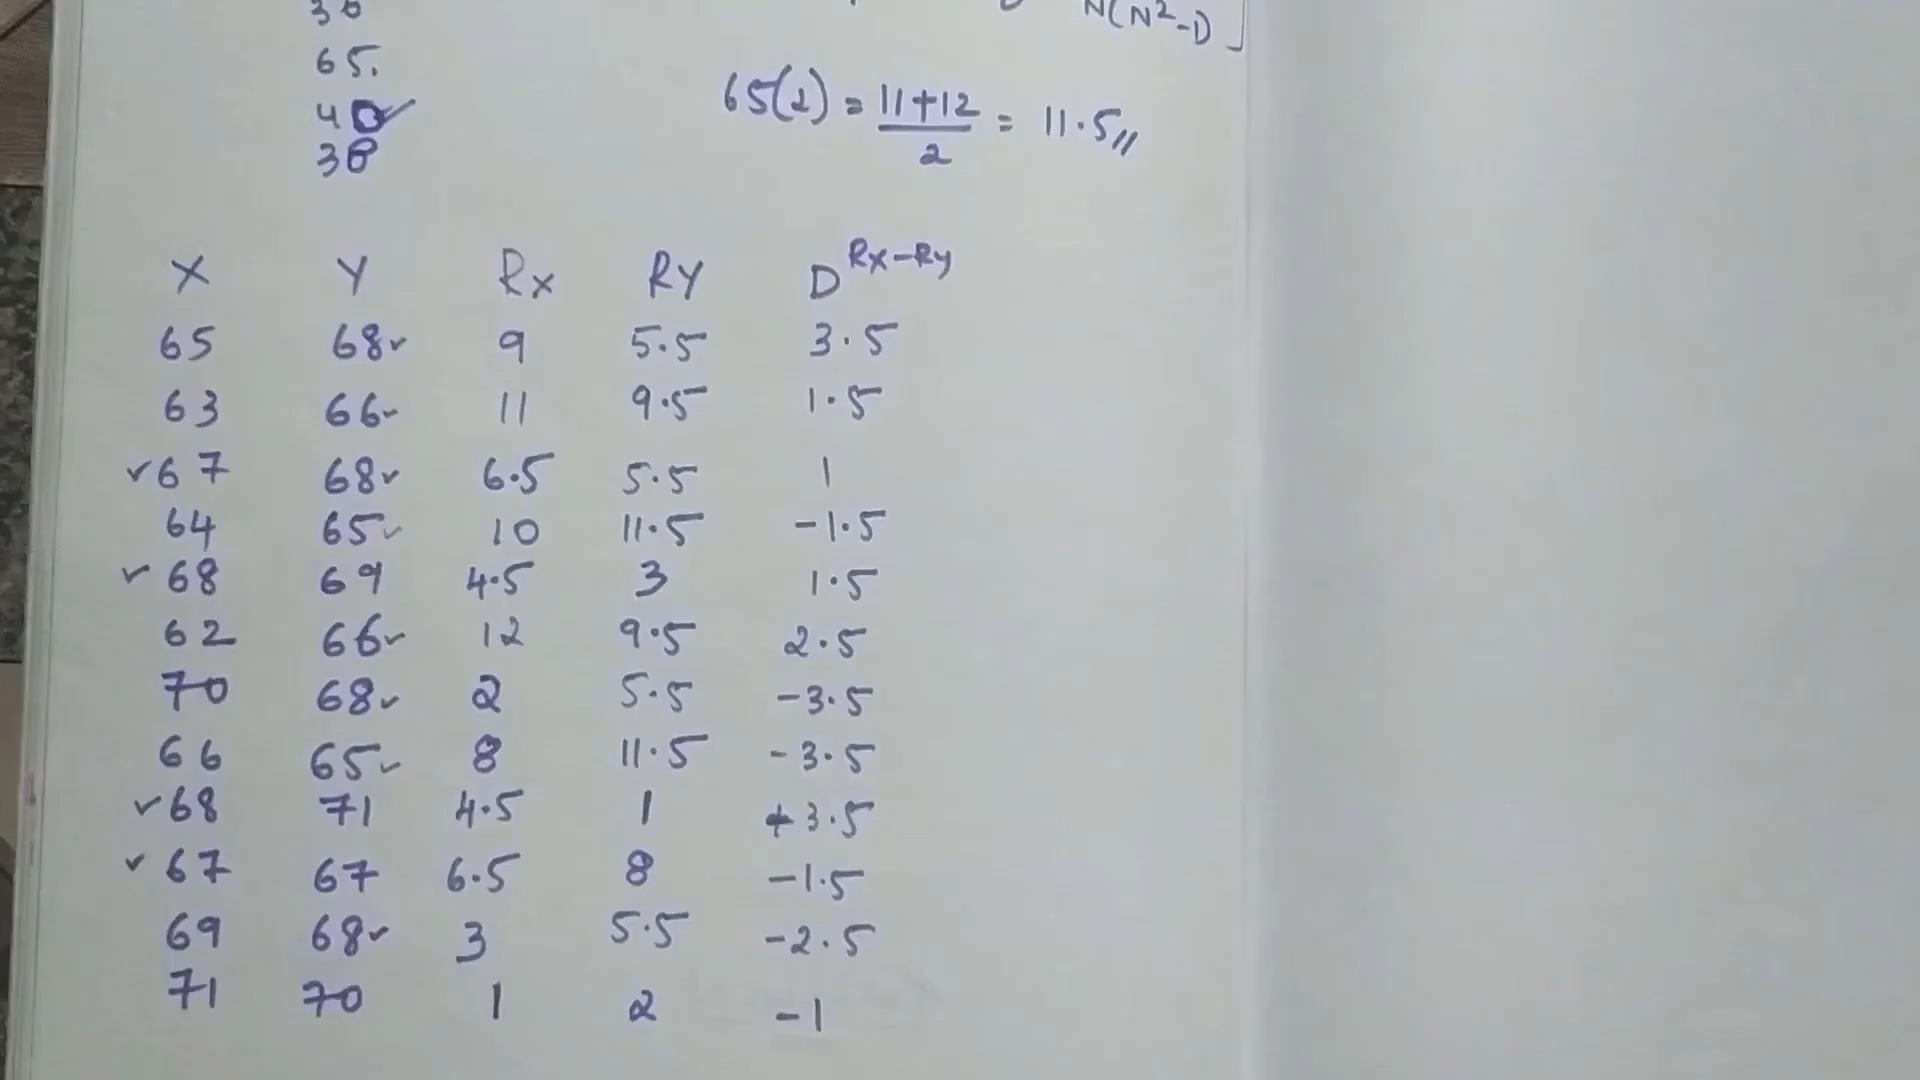 N(N²-1)]
65.
40
30
65(2) = 11+12/2 = 11.5//
X Y Rx RY D Rx-Ry
65 68 9 5.5 3.5
63 66 11 9.5 1.5
67 68 6.5 5.5 1
64 65 10 11.5 -1.5
68 69 4.5 3 1.5
62 66 12 9.5 2.5
70 68 2 5.5 -3.5
66 65 8 11.5 -3.5
68 71 4.5 1 +3.5
67 67 6.5 8 -1.5
69 68 3 5.5 -2.5
71 70 1 2 -1